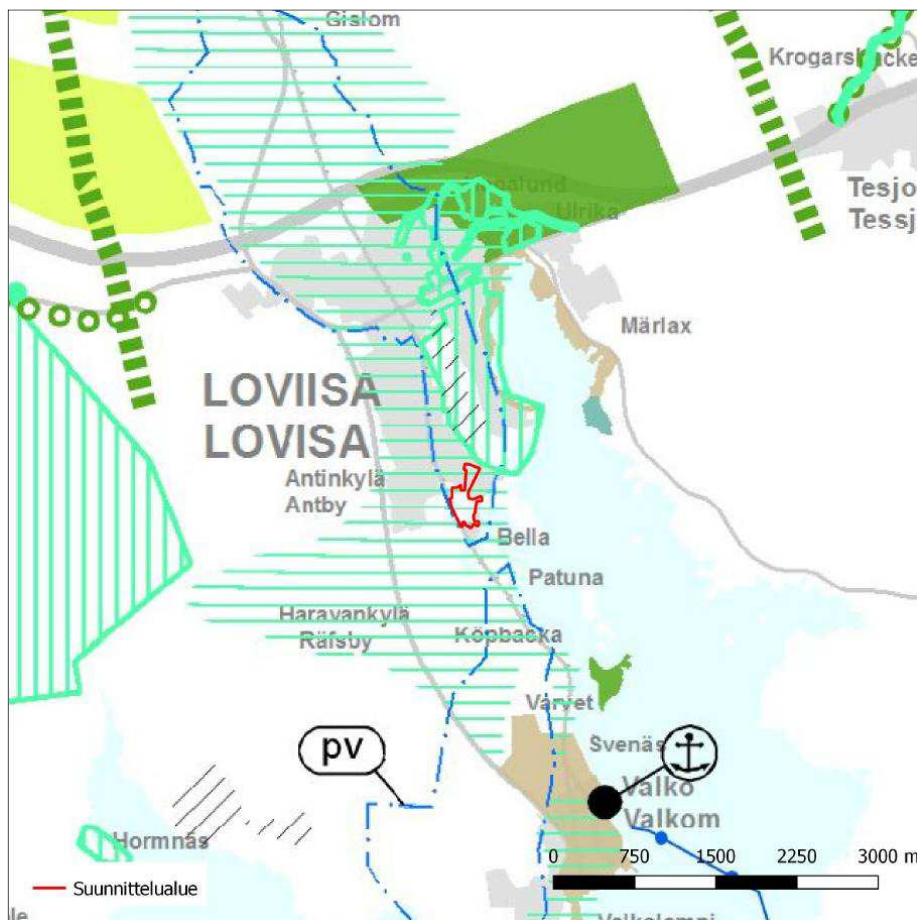 Gislom
Krogarsbacke
Tesjo
Tessj
Ulrika
Märlax
LOVIISA
LOVISA
Antinkylä
Antby
Bella
Patuna
Haravankylä
Räfsby
Köpbacka
Varvet
pv
Svenäs
Valko
Valkom
Hormnäs
0 750 1500 2250 3000 m
Suunnittelualue
Valkolampi